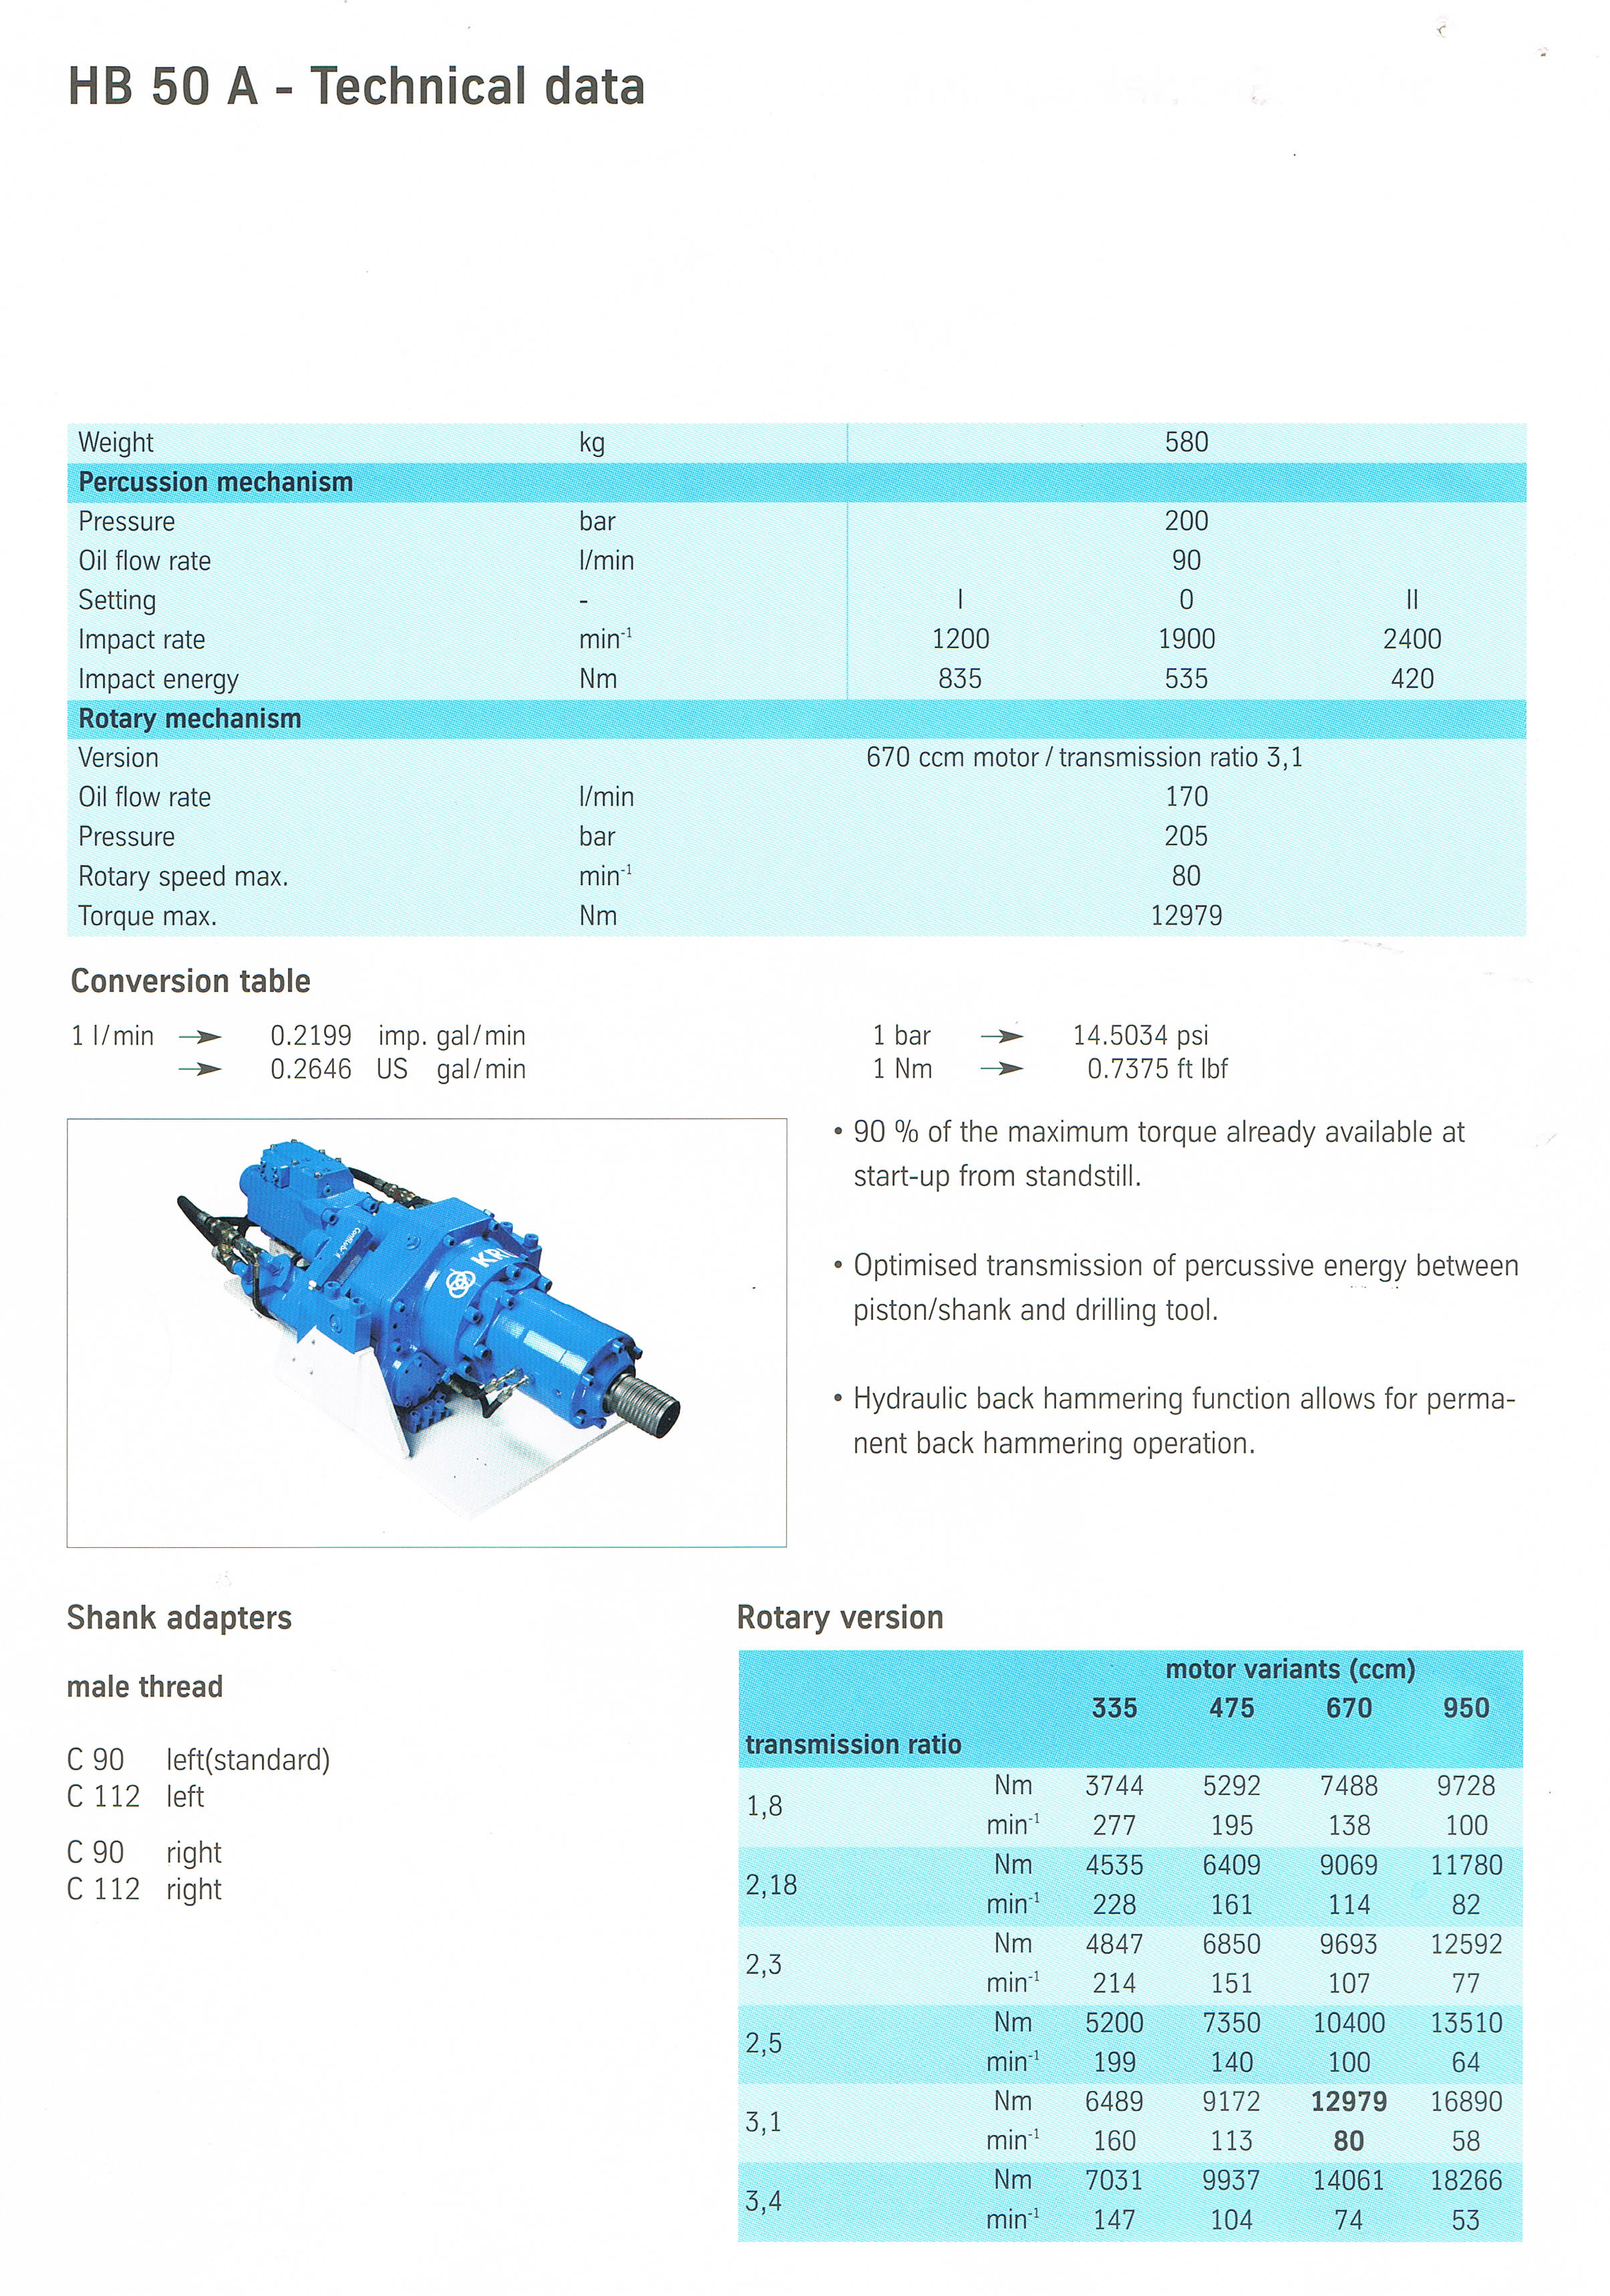 HB 50 A - Technical data
Weight kg 580
Percussion mechanism
Pressure bar 200
Oil flow rate l/min 90
Setting - I 0 II
Impact rate min⁻¹ 1200 1900 2400
Impact energy Nm 835 535 420
Rotary mechanism
Version 670 ccm motor / transmission ratio 3,1
Oil flow rate l/min 170
Pressure bar 205
Rotary speed max. min⁻¹ 80
Torque max. Nm 12979
Conversion table
1 l/min → 0.2199 imp. gal/min
→ 0.2646 US gal/min
1 bar → 14.5034 psi
1 Nm → 0.7375 ft lbf
KRU
• 90 % of the maximum torque already available at
start-up from standstill.
• Optimised transmission of percussive energy between
piston/shank and drilling tool.
• Hydraulic back hammering function allows for perma-
nent back hammering operation.
Shank adapters
male thread
C 90 left(standard)
C 112 left
C 90 right
C 112 right
Rotary version
motor variants (ccm)
335 475 670 950
transmission ratio
1,8 Nm 3744 5292 7488 9728
min⁻¹ 277 195 138 100
2,18 Nm 4535 6409 9069 11780
min⁻¹ 228 161 114 82
2,3 Nm 4847 6850 9693 12592
min⁻¹ 214 151 107 77
2,5 Nm 5200 7350 10400 13510
min⁻¹ 199 140 100 64
3,1 Nm 6489 9172 12979 16890
min⁻¹ 160 113 80 58
3,4 Nm 7031 9937 14061 18266
min⁻¹ 147 104 74 53